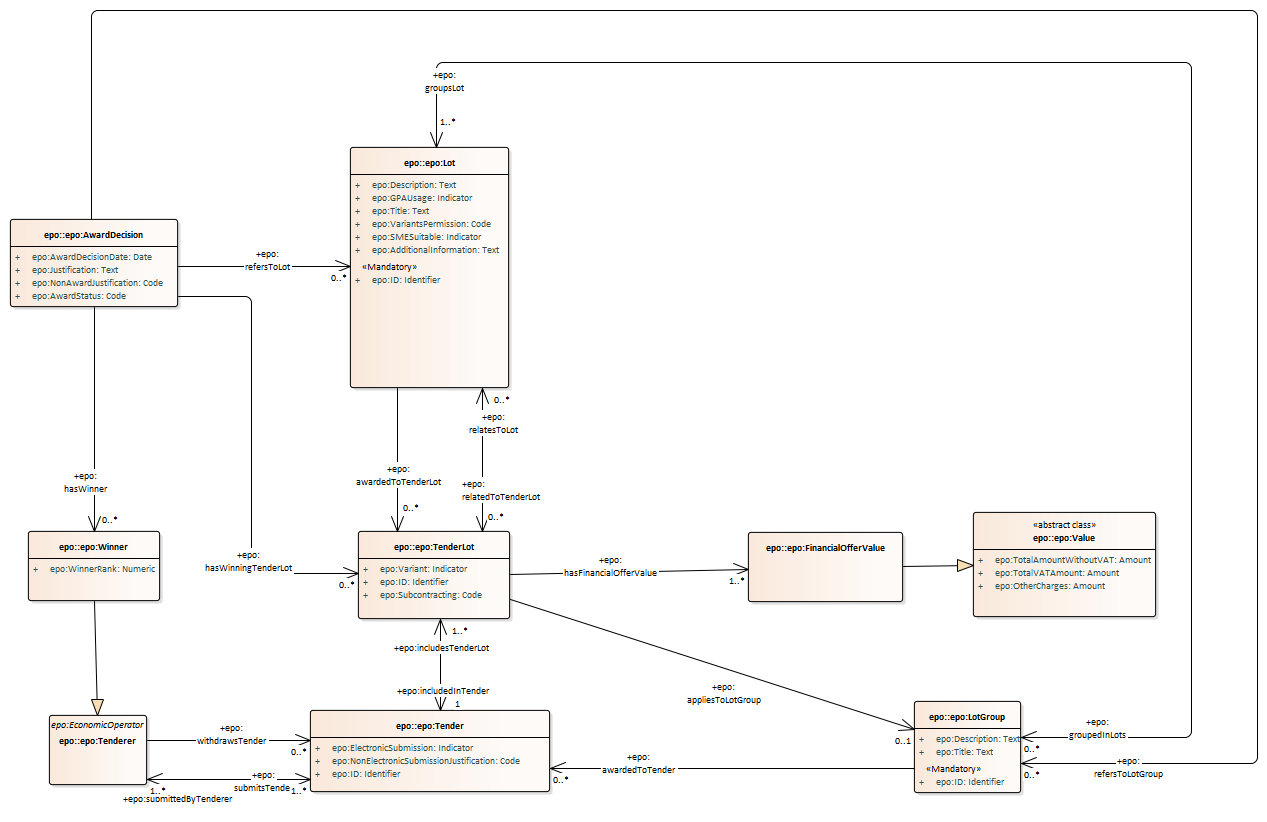 +epo:
groupsLot
1..*
epo::epo:Lot
+ epo:Description: Text
+ epo:GPAUsage: Indicator
+ epo:Title: Text
+ epo:VariantsPermission: Code
+ epo:SMESuitable: Indicator
+ epo:AdditionalInformation: Text
«Mandatory»
+ epo:ID: Identifier
epo::epo:AwardDecision
+ epo:AwardDecisionDate: Date
+ epo:Justification: Text
+ epo:NonAwardJustification: Code
+ epo:AwardStatus: Code
+epo:
refersToLot
0..*
0..*
+epo:
relatesToLot
+epo:
awardedToTenderLot
0..*
+epo:
relatedToTenderLot
0..*
+epo:
hasWinner
0..*
epo::epo:Winner
+ epo:WinnerRank: Numeric
+epo:
hasWinningTenderLot
0..*
epo::epo:TenderLot
+ epo:Variant: Indicator
+ epo:ID: Identifier
+ epo:Subcontracting: Code
+epo:
hasFinancialOfferValue
1..*
epo::epo:FinancialOfferValue
«abstract class»
epo::epo:Value
+ epo:TotalAmountWithoutVAT: Amount
+ epo:TotalVATAmount: Amount
+ epo:OtherCharges: Amount
1..*
+epo:includesTenderLot
+epo:includedInTender
1
+epo:
appliesToLotGroup
0..1
epo:EconomicOperator
epo::epo:Tenderer
+epo:
withdrawsTender
0..*
+epo:
submitsTende
1..*
1..*
+epo:submittedByTenderer
epo::epo:Tender
+ epo:ElectronicSubmission: Indicator
+ epo:NonElectronicSubmissionJustification: Code
+ epo:ID: Identifier
+epo:
awardedToTender
0..*
epo::epo:LotGroup
+ epo:Description: Text
+ epo:Title: Text
«Mandatory»
+ epo:ID: Identifier
+epo:
groupedInLots
0..*
+epo:
refersToLotGroup
0..*